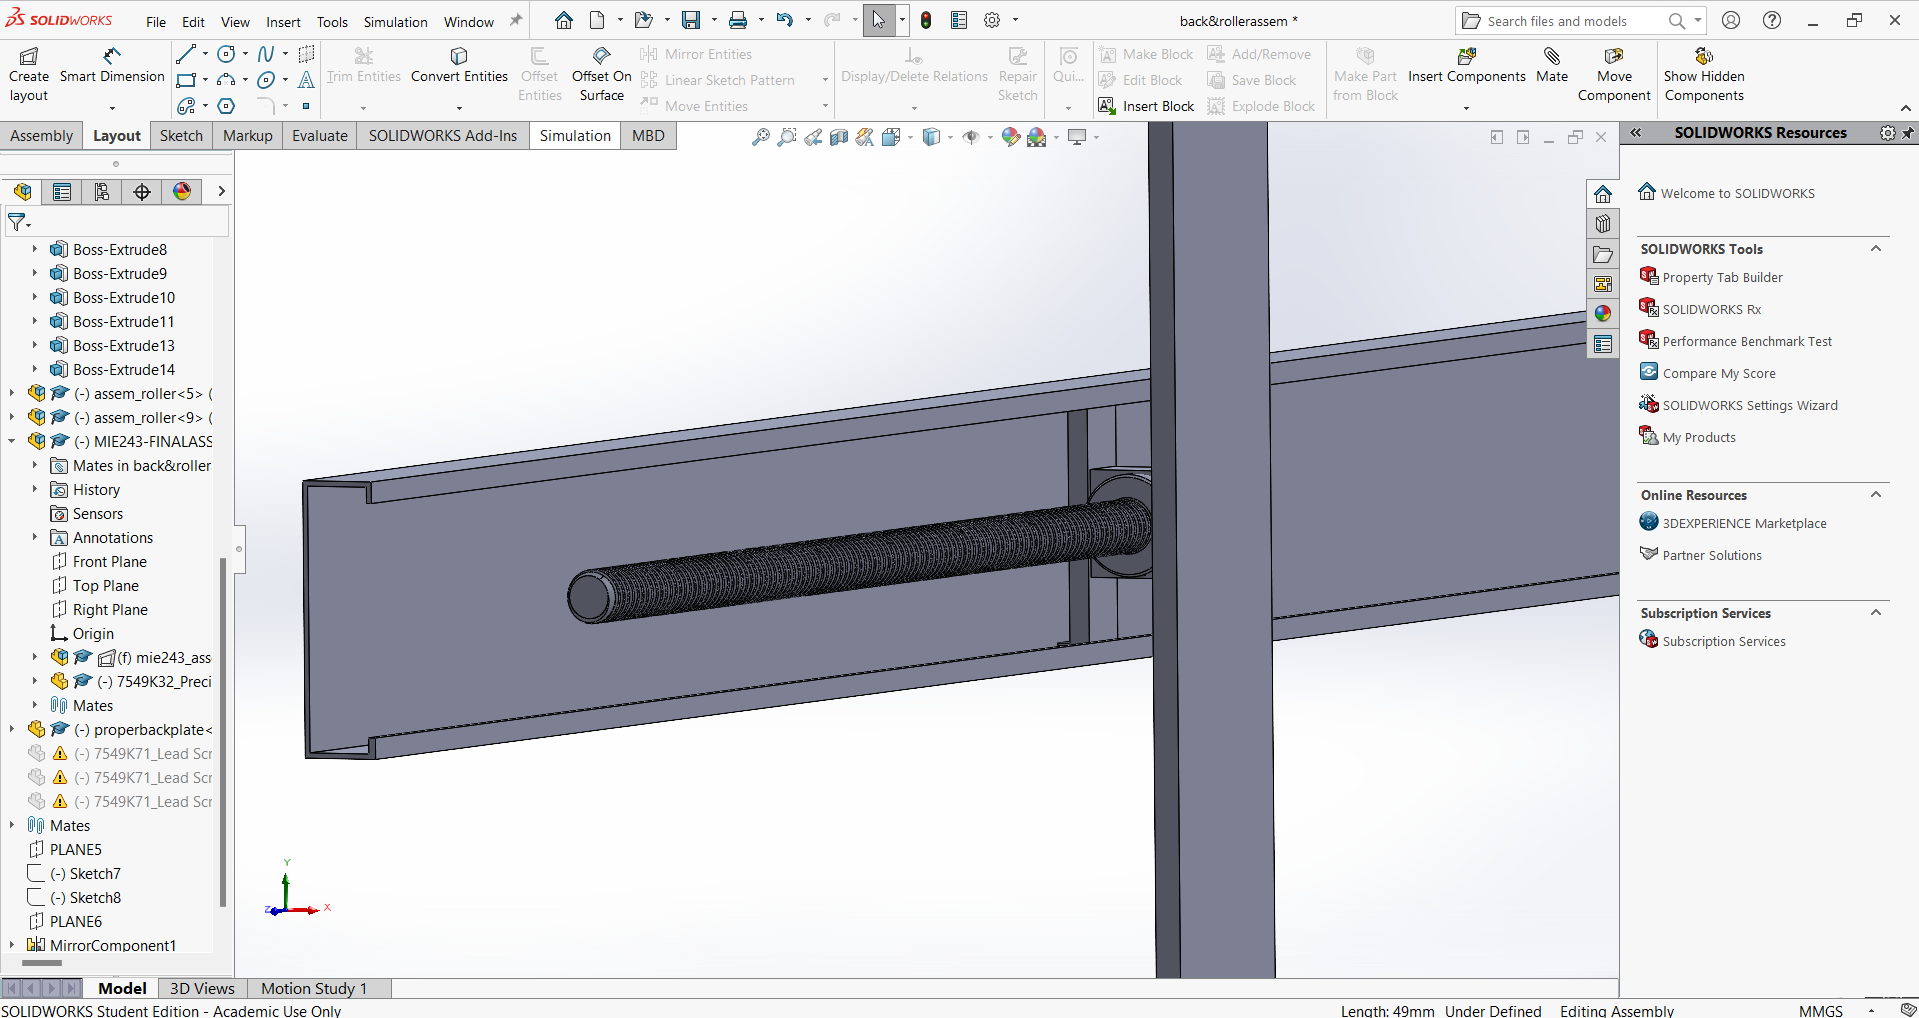 SOLIDWORKS
File Edit View Insert Tools Simulation Window
back&rollerassem *
Search files and models
Create layout
Smart Dimension
Trim Entities
Convert Entities
Offset Entities
Offset On Surface
Mirror Entities
Linear Sketch Pattern
Move Entities
Display/Delete Relations
Repair Sketch
Qui...
Make Block
Edit Block
Insert Block
Add/Remove
Save Block
Explode Block
Make Part from Block
Insert Components
Mate
Move Component
Show Hidden Components
Assembly Layout Sketch Markup Evaluate SOLIDWORKS Add-Ins Simulation MBD
Boss-Extrude8
Boss-Extrude9
Boss-Extrude10
Boss-Extrude11
Boss-Extrude13
Boss-Extrude14
(-) assem_roller<5> (
(-) assem_roller<9> (
(-) MIE243-FINALASS
Mates in back&roller
History
Sensors
A Annotations
Front Plane
Top Plane
Right Plane
Origin
(f) mie243_ass
(-) 7549K32_Preci
Mates
(-) properbackplate<
(-) 7549K71_Lead Scr
(-) 7549K71_Lead Scr
(-) 7549K71_Lead Scr
Mates
PLANE5
(-) Sketch7
(-) Sketch8
PLANE6
MirrorComponent1
Y
Z
X
SOLIDWORKS Resources
Welcome to SOLIDWORKS
SOLIDWORKS Tools
Property Tab Builder
SOLIDWORKS Rx
Performance Benchmark Test
Compare My Score
SOLIDWORKS Settings Wizard
My Products
Online Resources
3DEXPERIENCE Marketplace
Partner Solutions
Subscription Services
Subscription Services
Model 3D Views Motion Study 1
SOLIDWORKS Student Edition - Academic Use Only
Length: 49mm Under Defined Editing Assembly MMGS